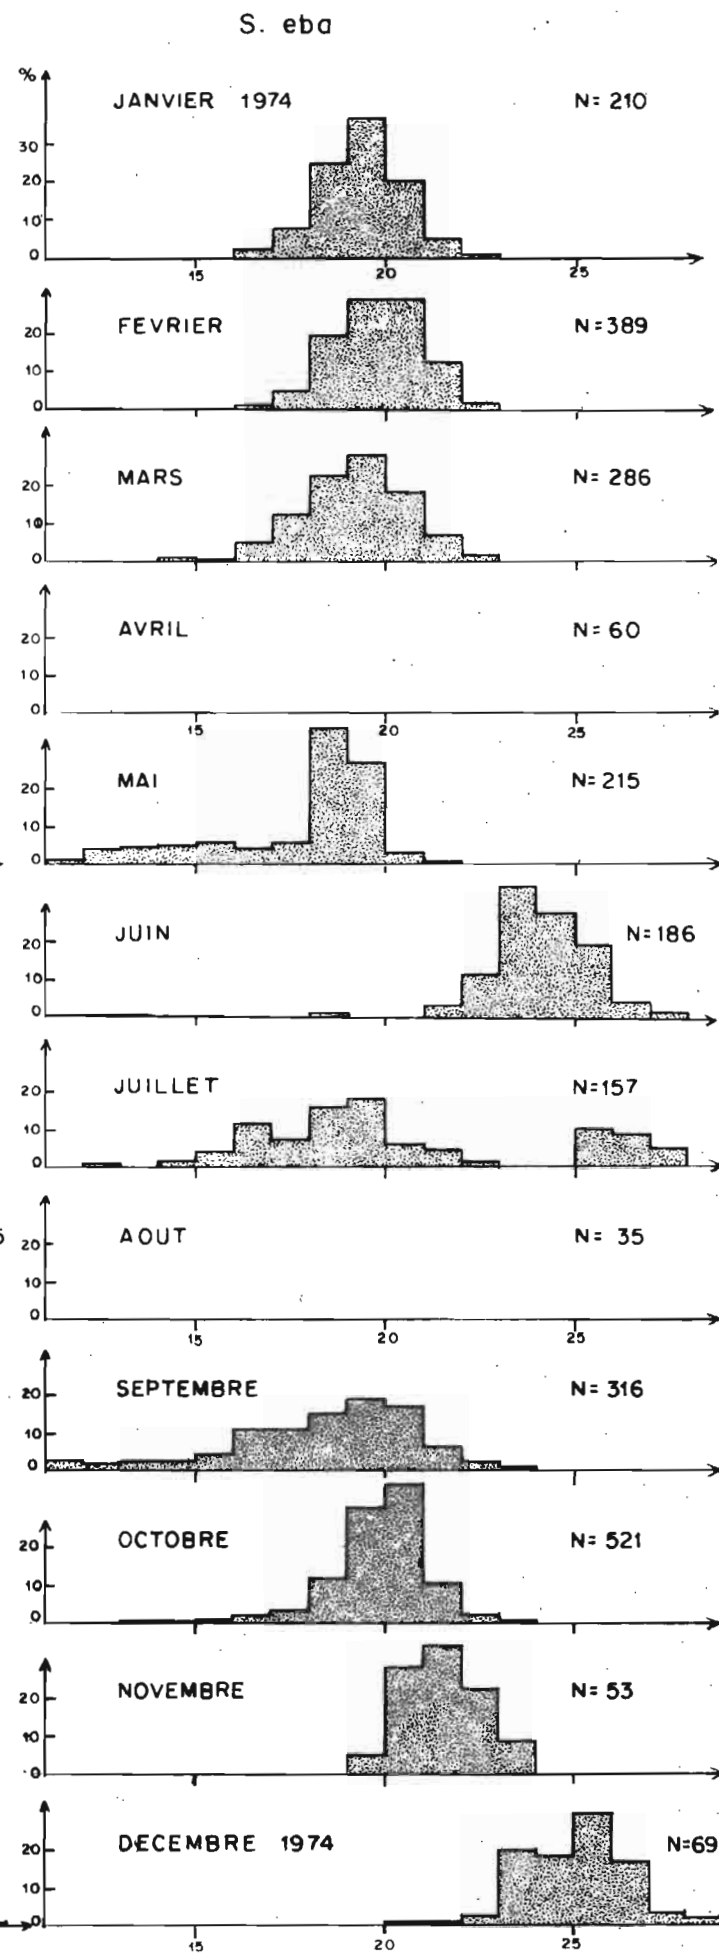 S. eba
%
JANVIER 1974 N= 210
30
20
10
0
15 20 25
FEVRIER N=389
20
10
0
MARS N= 286
20
10
0
AVRIL N= 60
20
10
0
15 20 25
MAI N=215
20
10
0
JUIN N=186
20
10
0
JUILLET N=157
20
10
0
AOUT N= 35
20
10
0
15 20 25
SEPTEMBRE N= 316
20
10
0
OCTOBRE N= 521
20
10
0
NOVEMBRE N= 53
20
10
0
15 20 25
DECEMBRE 1974 N=69
20
10
0
15 20 25